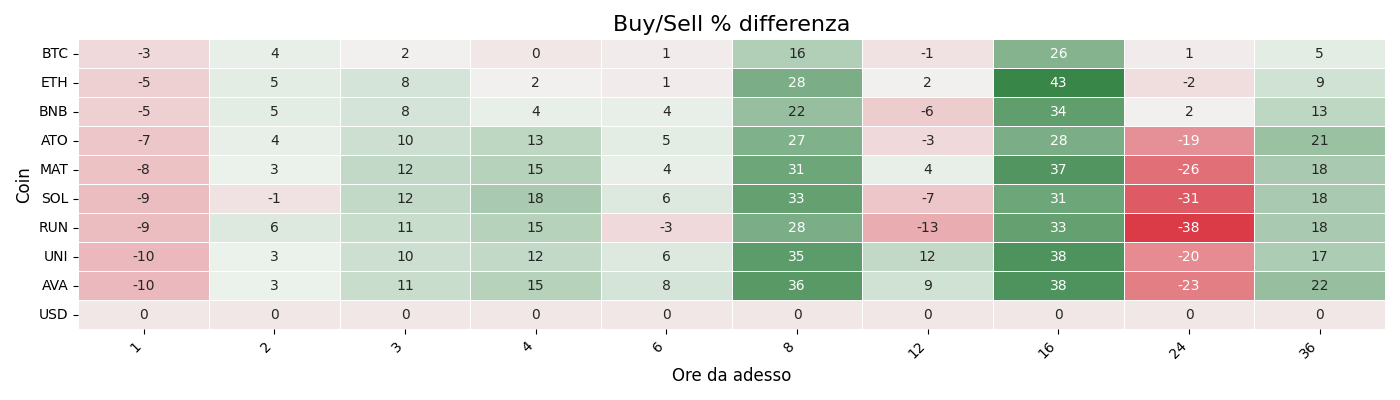 Buy/Sell % differenza
BTC -3 4 2 0 1 16 -1 26 1 5
ETH -5 5 8 2 1 28 2 43 -2 9
BNB -5 5 8 4 4 22 -6 34 2 13
ATO -7 4 10 13 5 27 -3 28 -19 21
MAT -8 3 12 15 4 31 4 37 -26 18
SOL -9 -1 12 18 6 33 -7 31 -31 18
RUN -9 6 11 15 -3 28 -13 33 -38 18
UNI -10 3 10 12 6 35 12 38 -20 17
AVA -10 3 11 15 8 36 9 38 -23 22
USD 0 0 0 0 0 0 0 0 0 0
Coin
1 2 3 4 6 8 12 16 24 36
Ore da adesso